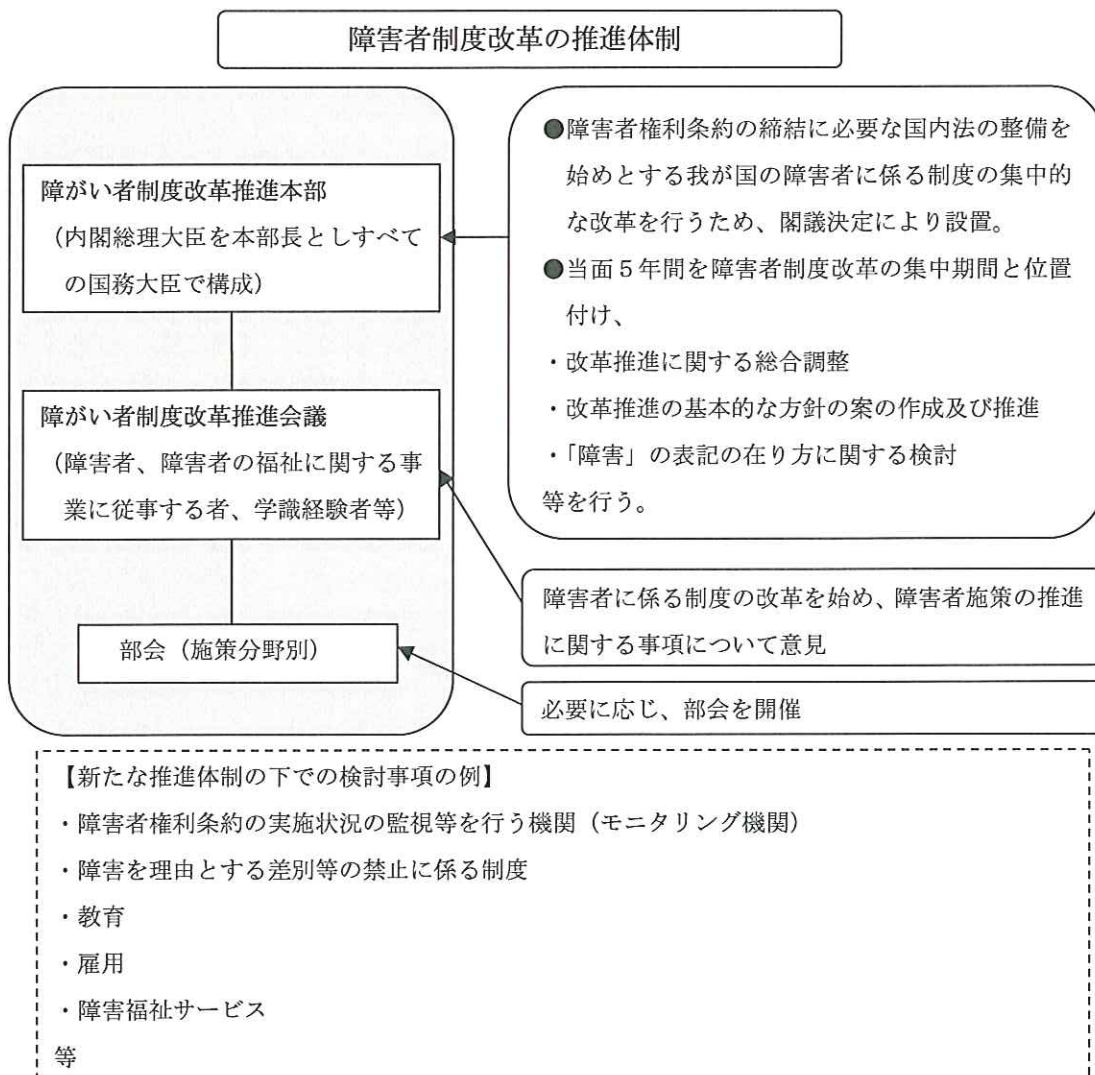 障害者制度改革の推進体制
障がい者制度改革推進本部
（内閣総理大臣を本部長としすべて
の国務大臣で構成）
障がい者制度改革推進会議
（障害者、障害者の福祉に関する事
業に従事する者、学識経験者等）
部会（施策分野別）
●障害者権利条約の締結に必要な国内法の整備を
始めとする我が国の障害者に係る制度の集中的
な改革を行うため、閣議決定により設置。
●当面５年間を障害者制度改革の集中期間と位置
付け、
・改革推進に関する総合調整
・改革推進の基本的な方針の案の作成及び推進
・「障害」の表記の在り方に関する検討
等を行う。
障害者に係る制度の改革を始め、障害者施策の推進
に関する事項について意見
必要に応じ、部会を開催
【新たな推進体制の下での検討事項の例】
・障害者権利条約の実施状況の監視等を行う機関（モニタリング機関）
・障害を理由とする差別等の禁止に係る制度
・教育
・雇用
・障害福祉サービス
等